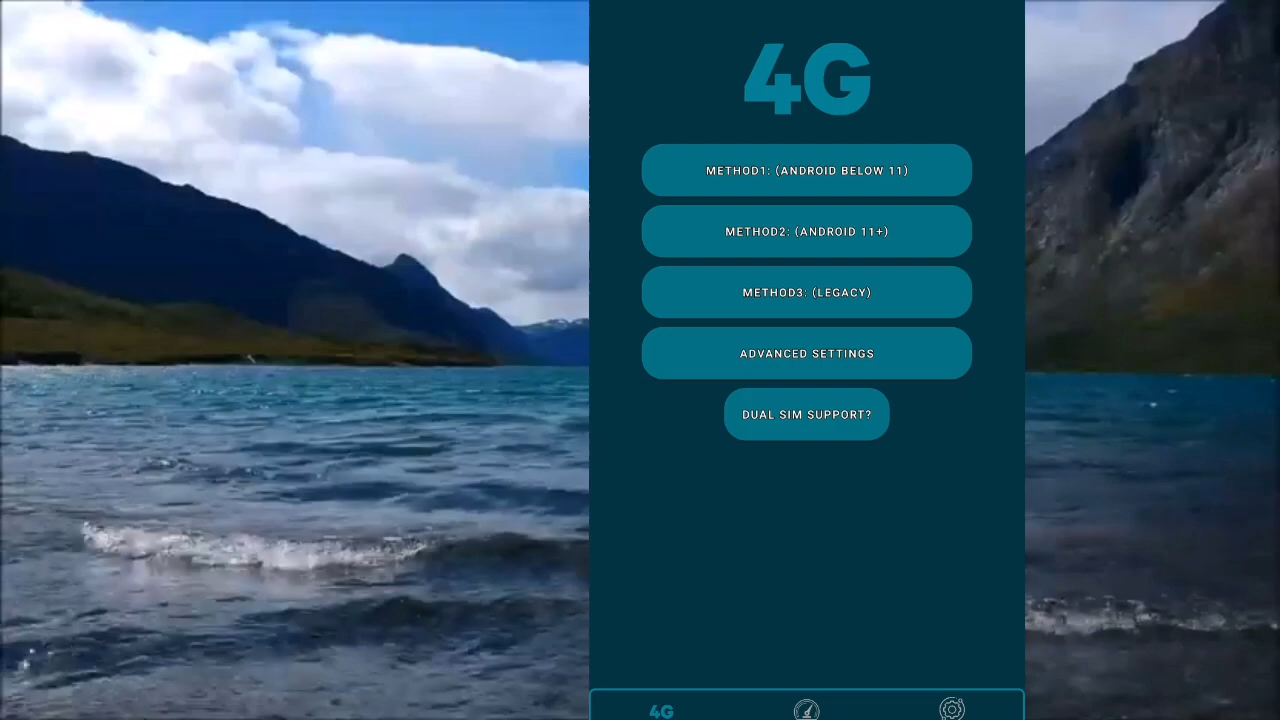 4G
METHOD1: (ANDROID BELOW 11)
METHOD2: (ANDROID 11+)
METHOD3: (LEGACY)
ADVANCED SETTINGS
DUAL SIM SUPPORT?
4G